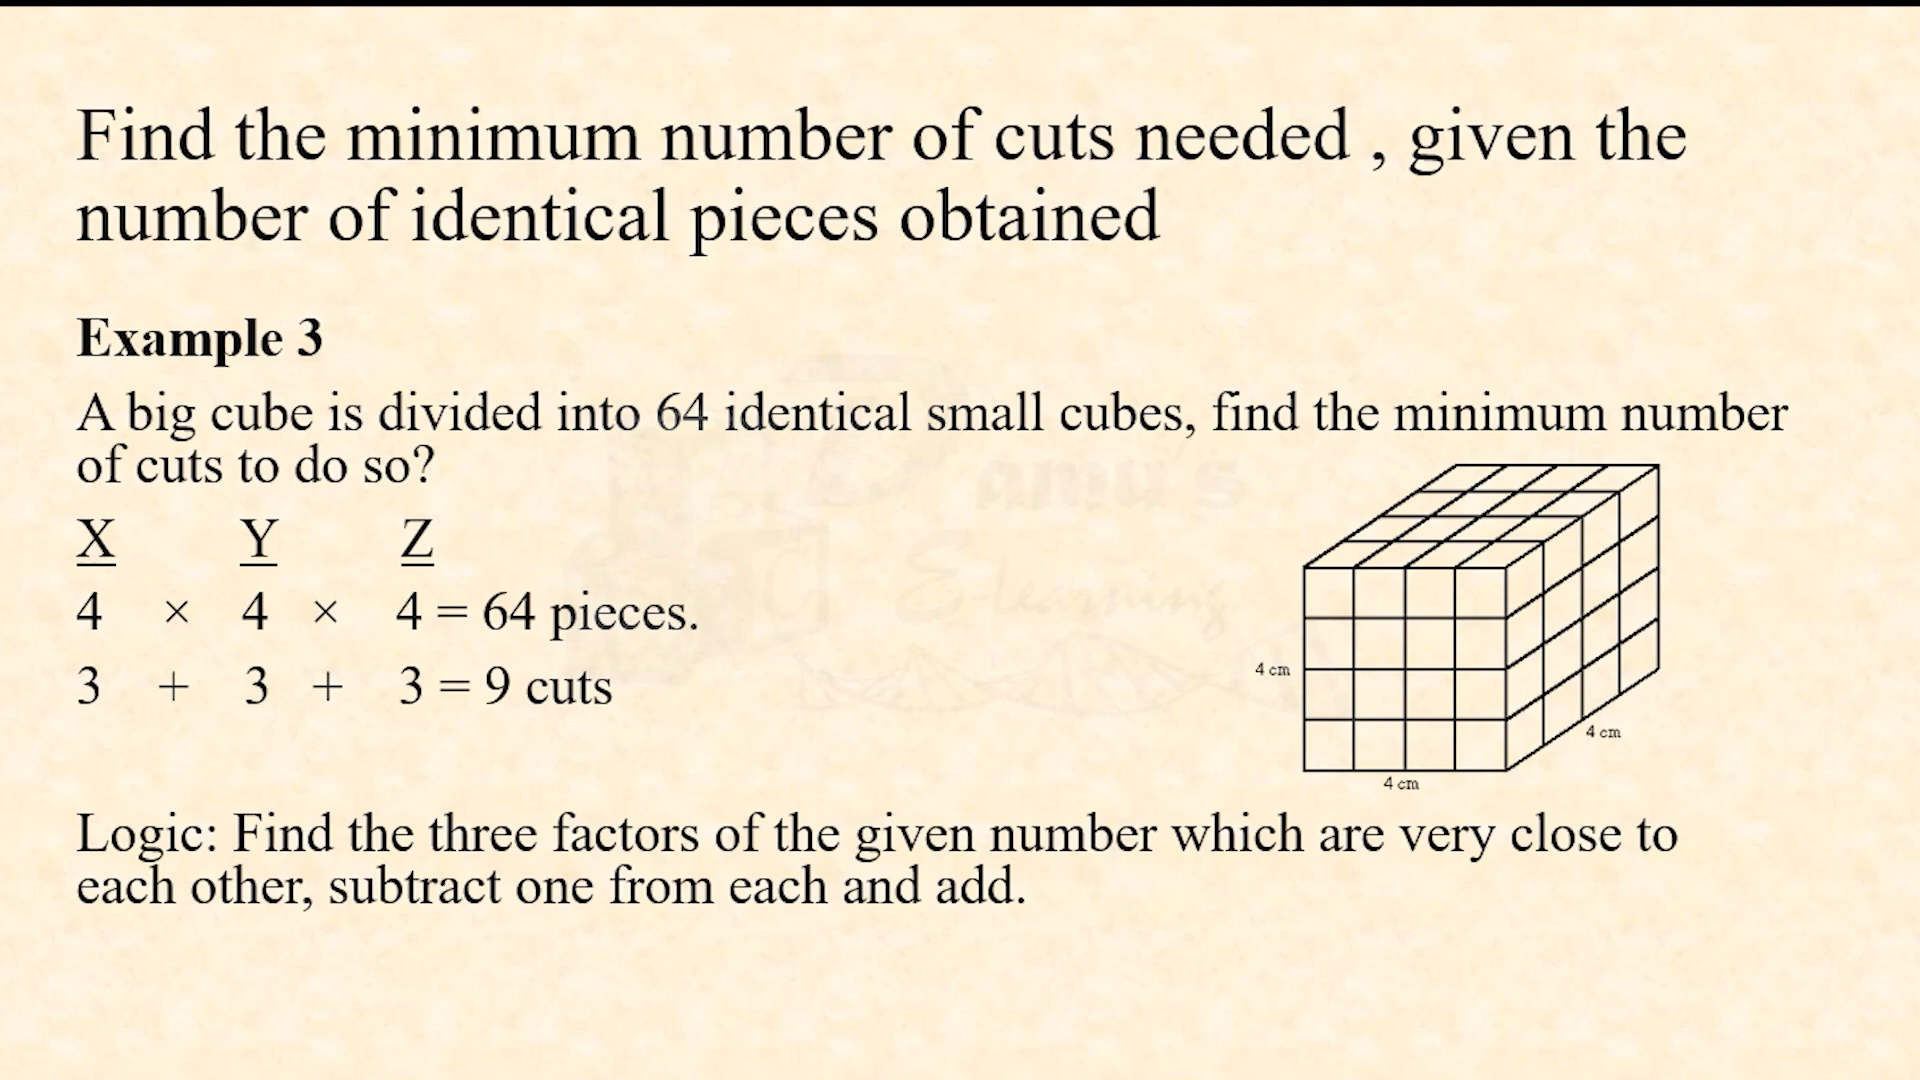 Find the minimum number of cuts needed , given the
number of identical pieces obtained
Example 3
A big cube is divided into 64 identical small cubes, find the minimum number
of cuts to do so?
X Y Z
4 × 4 × 4 = 64 pieces.
3 + 3 + 3 = 9 cuts
4 cm
4 cm
4 cm
Logic: Find the three factors of the given number which are very close to
each other, subtract one from each and add.
amu's
E-learning